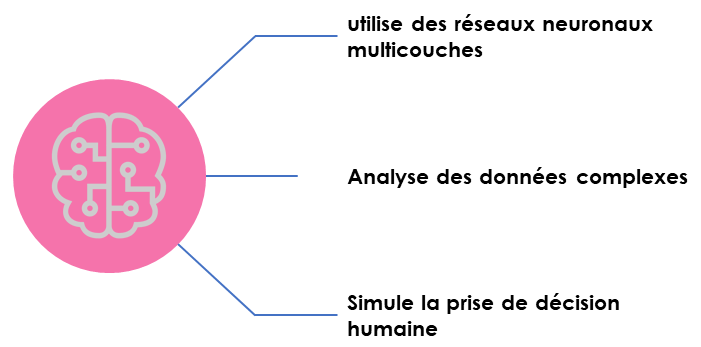 utilise des réseaux neuronaux
multicouches
Analyse des données complexes
Simule la prise de décision
humaine